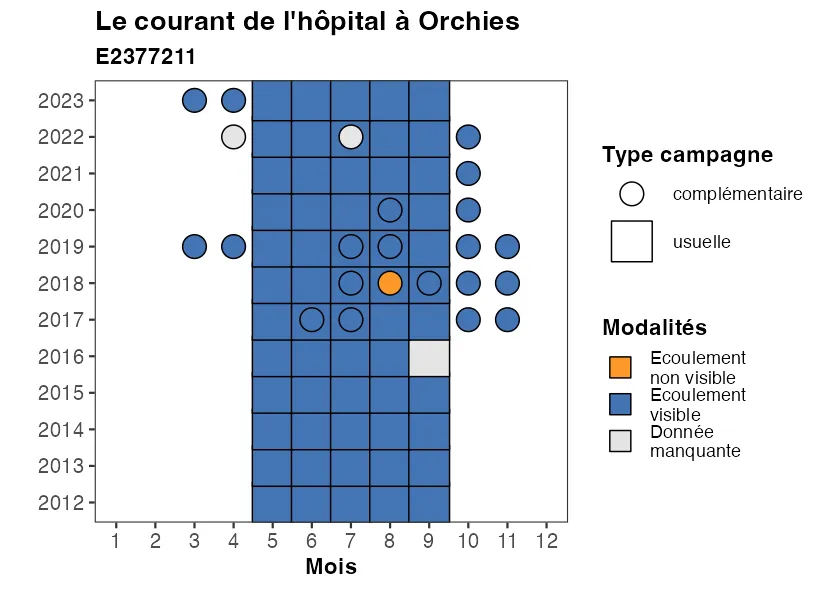 Le courant de l'hôpital à Orchies
E2377211
2023
2022
2021
2020
2019
2018
2017
2016
2015
2014
2013
2012
1 2 3 4 5 6 7 8 9 10 11 12
Mois
Type campagne
complémentaire
usuelle
Modalités
Ecoulement
non visible
Ecoulement
visible
Donnée
manquante